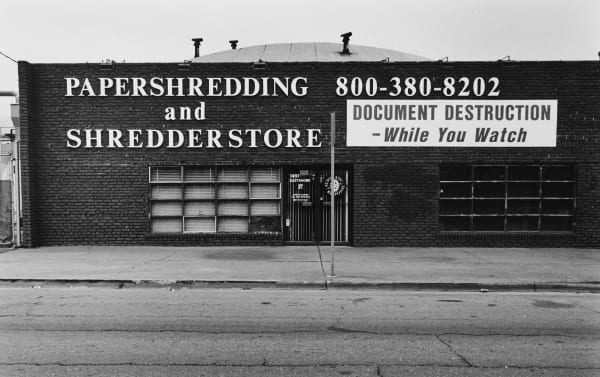 PAPERSHREDDING
and
SHREDDERSTORE
800-380-8202
DOCUMENT DESTRUCTION
-While You Watch